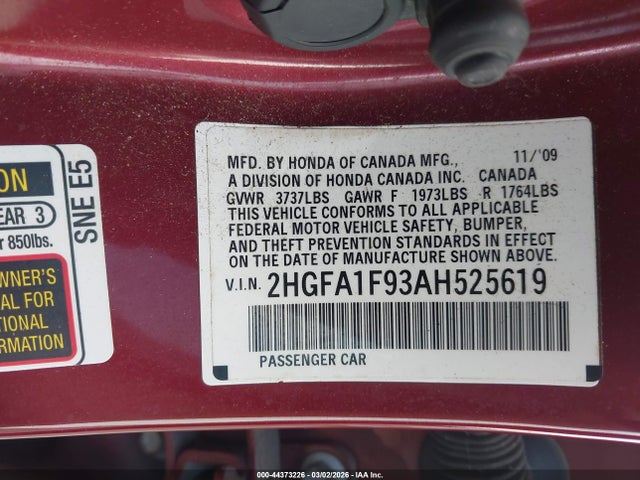 MFD. BY HONDA OF CANADA MFG., 11/'09
A DIVISION OF HONDA CANADA INC. CANADA
GVWR 3737LBS GAWR F 1973LBS R 1764LBS
THIS VEHICLE CONFORMS TO ALL APPLICABLE
FEDERAL MOTOR VEHICLE SAFETY, BUMPER,
AND THEFT PREVENTION STANDARDS IN EFFECT
ON THE DATE OF MANUFACTURE SHOWN ABOVE.
V.I.N. 2HGFA1F93AH525619
PASSENGER CAR
ON
EAR 3
r 850lbs.
WNER'S
AL FOR
TIONAL
FORMATION
SNE E5
000-44373226 - 03/02/2026 - IAA Inc.